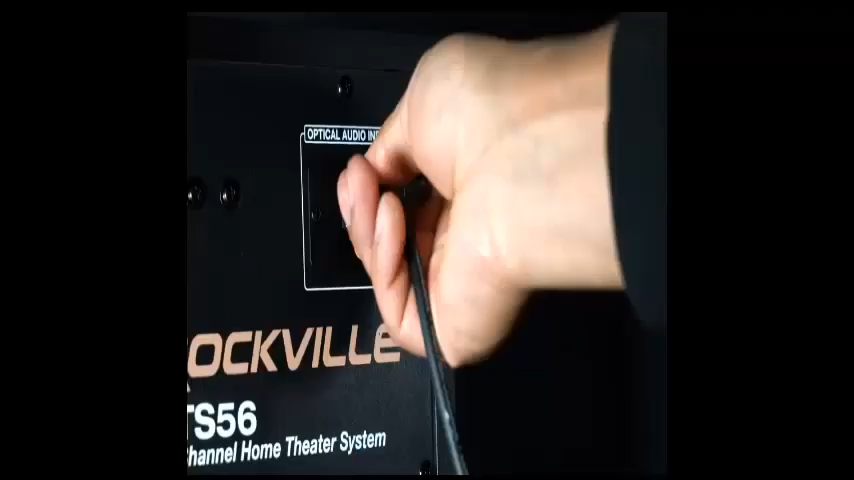 OPTICAL AUDIO IN
OCKVILLE
TS56
hannel Home Theater System